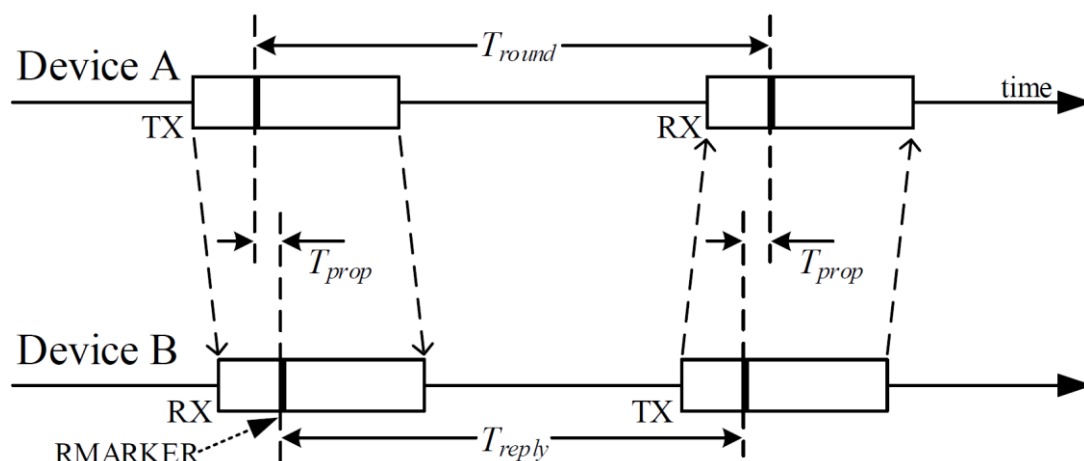 T_round
Device A
time
TX
RX
T_prop
T_prop
Device B
RX
TX
RMARKER
T_reply